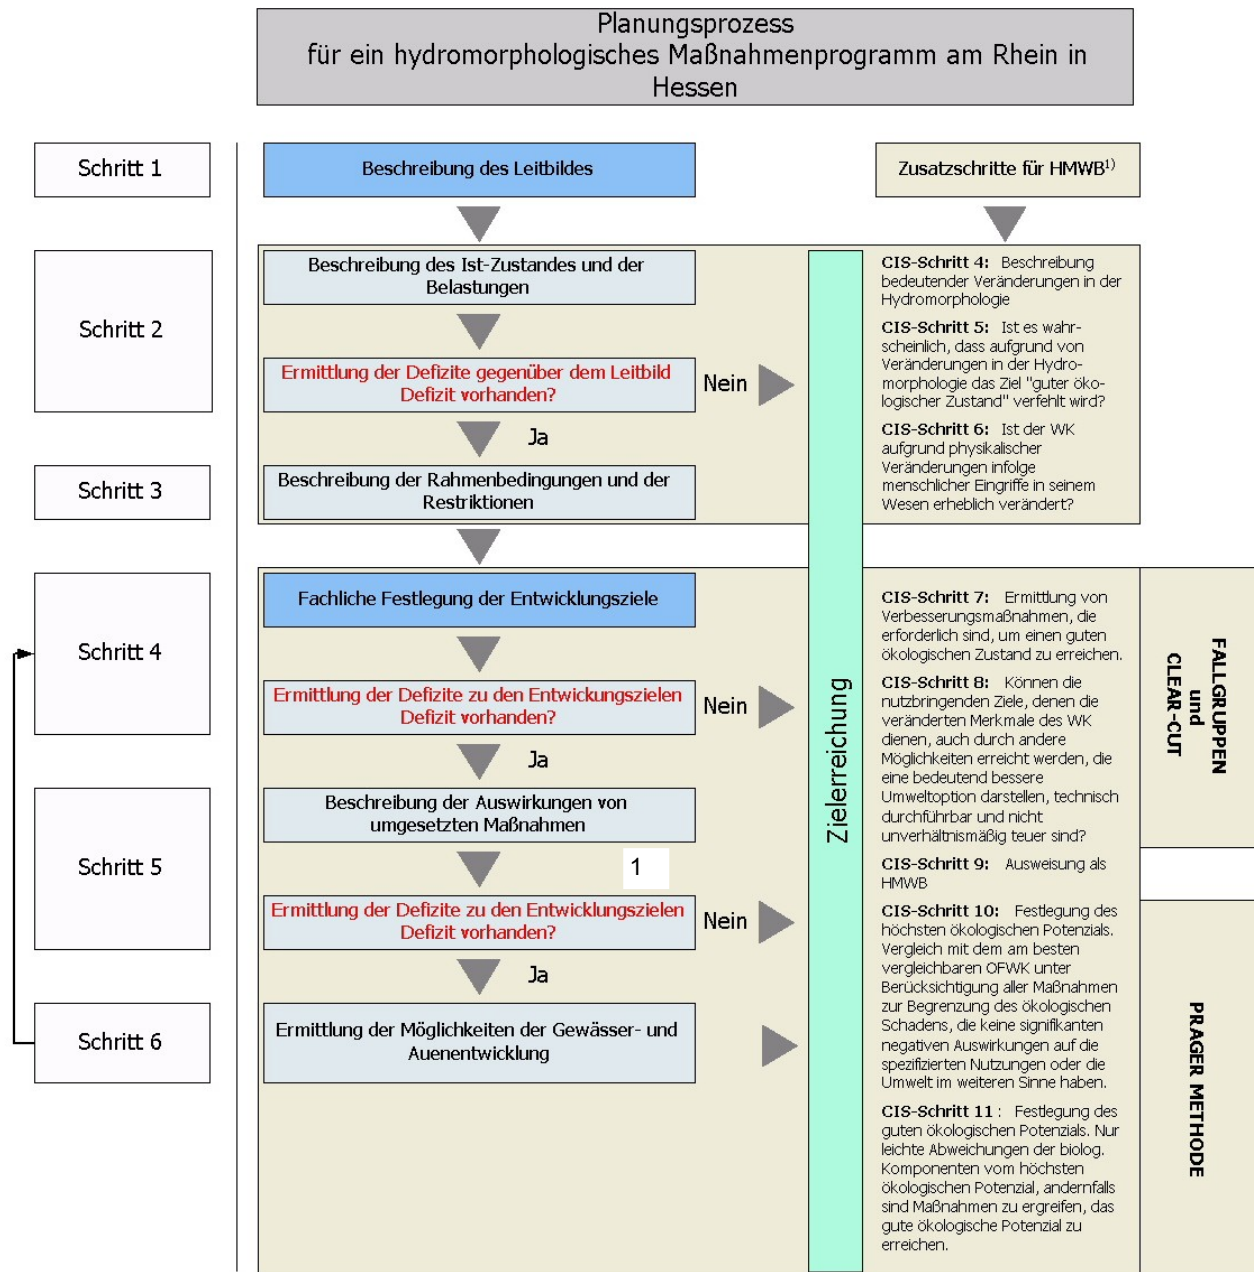 Planungsprozess
für ein hydromorphologisches Maßnahmenprogramm am Rhein in
Hessen
Schritt 1
Beschreibung des Leitbildes
Zusatzschritte für HMWB1)
Schritt 2
Beschreibung des Ist-Zustandes und der
Belastungen
Ermittlung der Defizite gegenüber dem Leitbild
Defizit vorhanden?
Nein
Ja
Schritt 3
Beschreibung der Rahmenbedingungen und der
Restriktionen
CIS-Schritt 4: Beschreibung
bedeutender Veränderungen in der
Hydromorphologie
CIS-Schritt 5: Ist es wahr-
scheinlich, dass aufgrund von
Veränderungen in der Hydro-
morphologie das Ziel "guter öko-
logischer Zustand" verfehlt wird?
CIS-Schritt 6: Ist der WK
aufgrund physikalischer
Veränderungen infolge
menschlicher Eingriffe in seinem
Wesen erheblich verändert?
Zielerreichung
Schritt 4
Fachliche Festlegung der Entwicklungsziele
Ermittlung der Defizite zu den Entwickungszielen
Defizit vorhanden?
Nein
Ja
Schritt 5
Beschreibung der Auswirkungen von
umgesetzten Maßnahmen
1
Ermittlung der Defizite zu den Entwicklungszielen
Defizit vorhanden?
Nein
Ja
Schritt 6
Ermittlung der Möglichkeiten der Gewässer- und
Auenentwicklung
CIS-Schritt 7: Ermittlung von
Verbesserungsmaßnahmen, die
erforderlich sind, um einen guten
ökologischen Zustand zu erreichen.
CIS-Schritt 8: Können die
nutzbringenden Ziele, denen die
veränderten Merkmale des WK
dienen, auch durch andere
Möglichkeiten erreicht werden, die
eine bedeutend bessere
Umweltoption darstellen, technisch
durchführbar und nicht
unverhältnismäßig teuer sind?
CIS-Schritt 9: Ausweisung als
HMWB
CIS-Schritt 10: Festlegung des
höchsten ökologischen Potenzials.
Vergleich mit dem am besten
vergleichbaren OFWK unter
Berücksichtigung aller Maßnahmen
zur Begrenzung des ökologischen
Schadens, die keine signifikanten
negativen Auswirkungen auf die
spezifizierten Nutzungen oder die
Umwelt im weiteren Sinne haben.
CIS-Schritt 11 : Festlegung des
guten ökologischen Potenzials. Nur
leichte Abweichungen der biolog.
Komponenten vom höchsten
ökologischen Potenzial, andernfalls
sind Maßnahmen zu ergreifen, das
gute ökologische Potenzial zu
erreichen.
FALLGRUPPEN
und
CLEAR-CUT
PRAGER METHODE